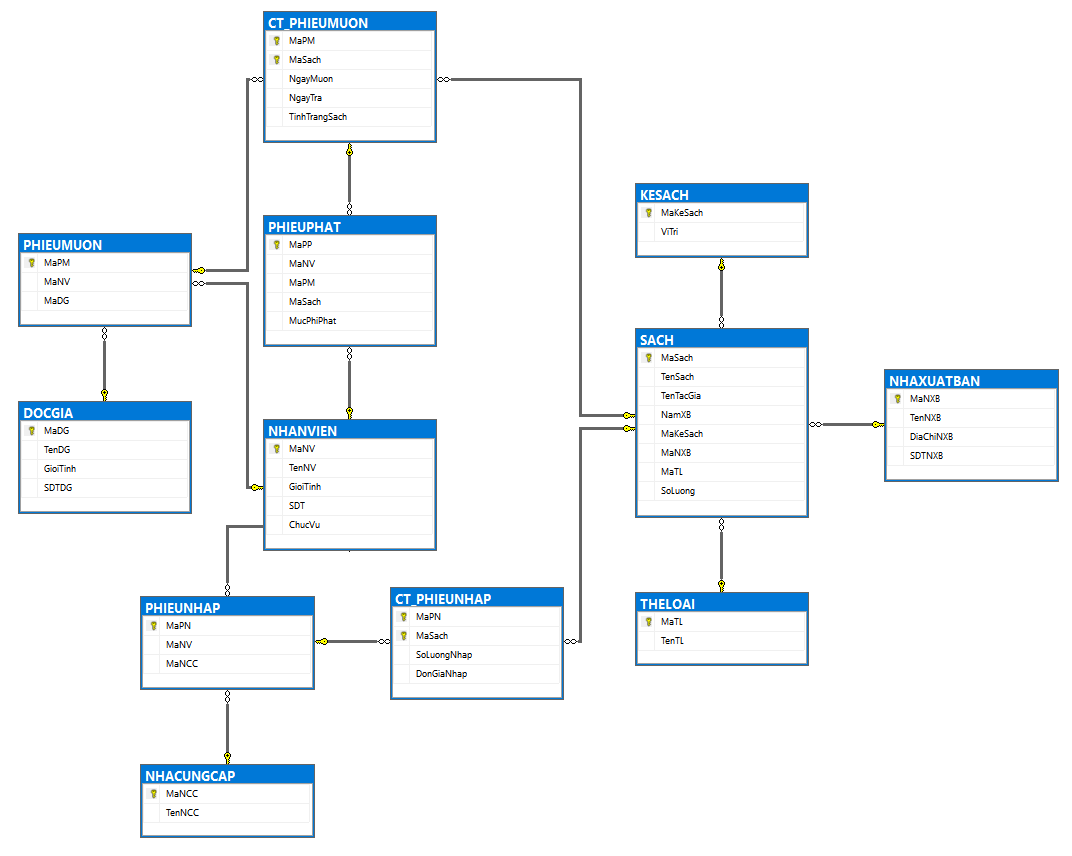 CT_PHIEUMUON
MaPM
MaSach
NgayMuon
NgayTra
TinhTrangSach
PHIEUMUON
MaPM
MaNV
MaDG
PHIEUPHAT
MaPP
MaNV
MaPM
MaSach
MucPhiPhat
KESACH
MaKeSach
ViTri
DOCGIA
MaDG
TenDG
GioiTinh
SDTDG
NHANVIEN
MaNV
TenNV
GioiTinh
SDT
ChucVu
SACH
MaSach
TenSach
TenTacGia
NamXB
MaKeSach
MaNXB
MaTL
SoLuong
NHAXUATBAN
MaNXB
TenNXB
DiaChiNXB
SDTNXB
PHIEUNHAP
MaPN
MaNV
MaNCC
CT_PHIEUNHAP
MaPN
MaSach
SoLuongNhap
DonGiaNhap
THELOAI
MaTL
TenTL
NHACUNGCAP
MaNCC
TenNCC